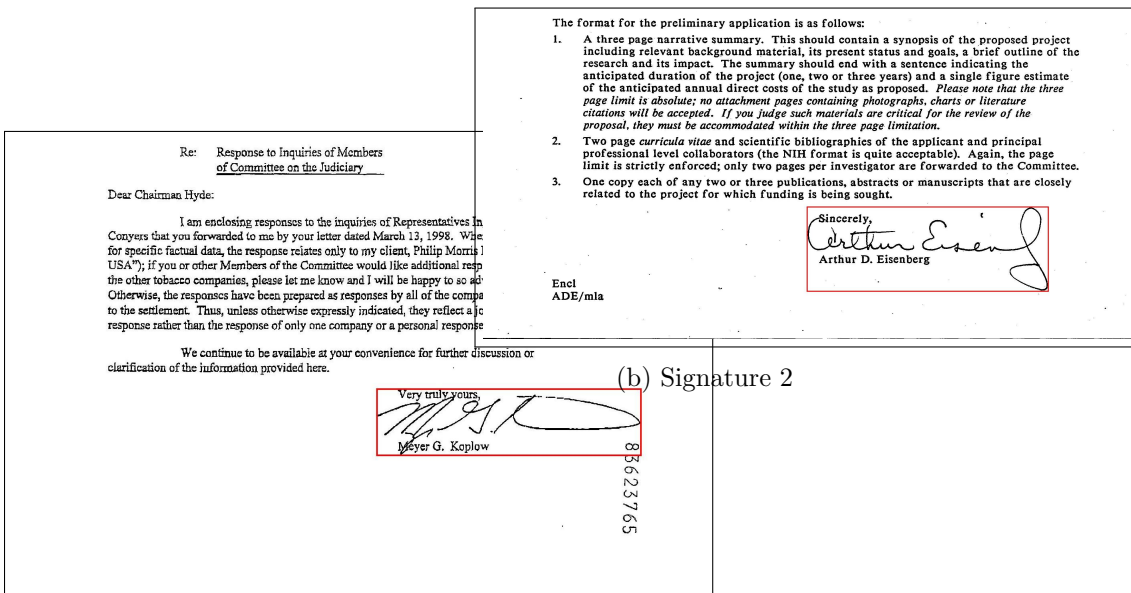 The format for the preliminary application is as follows:
1. A three page narrative summary. This should contain a synopsis of the proposed project
including relevant background material, its present status and goals, a brief outline of the
research and its impact. The summary should end with a sentence indicating the
anticipated duration of the project (one, two or three years) and a single figure estimate
of the anticipated annual direct costs of the study as proposed. Please note that the three
page limit is absolute; no attachment pages containing photographs, charts or literature
citations will be accepted. If you judge such materials are critical for the review of the
proposal, they must be accommodated within the three page limitation.
2. Two page curricula vitae and scientific bibliographies of the applicant and principal
professional level collaborators (the NIH format is quite acceptable). Again, the page
limit is strictly enforced; only two pages per investigator are forwarded to the Committee.
3. One copy each of any two or three publications, abstracts or manuscripts that are closely
related to the project for which funding is being sought.
Sincerely,
Arthur Eisenb
Arthur D. Eisenberg
Encl
ADE/mla
(b) Signature 2
Re: Response to Inquiries of Members
of Committee on the Judiciary
Dear Chairman Hyde:
I am enclosing responses to the inquiries of Representatives
Conyers that you forwarded to me by your letter dated March 13, 1998.
for specific factual data, the response relates only to my client, Philip Morris
USA"); if you or other Members of the Committee would like additional
the other tobacco companies, please let me know and I will be happy to so
Otherwise, the responses have been prepared as responses by all of the
to the settlement. Thus, unless otherwise expressly indicated, they reflect a
response rather than the response of only one company or a personal response
We continue to be available at your convenience for further discussion or
clarification of the information provided here.
Very truly yours,
Meyer G. Koplow
83623765